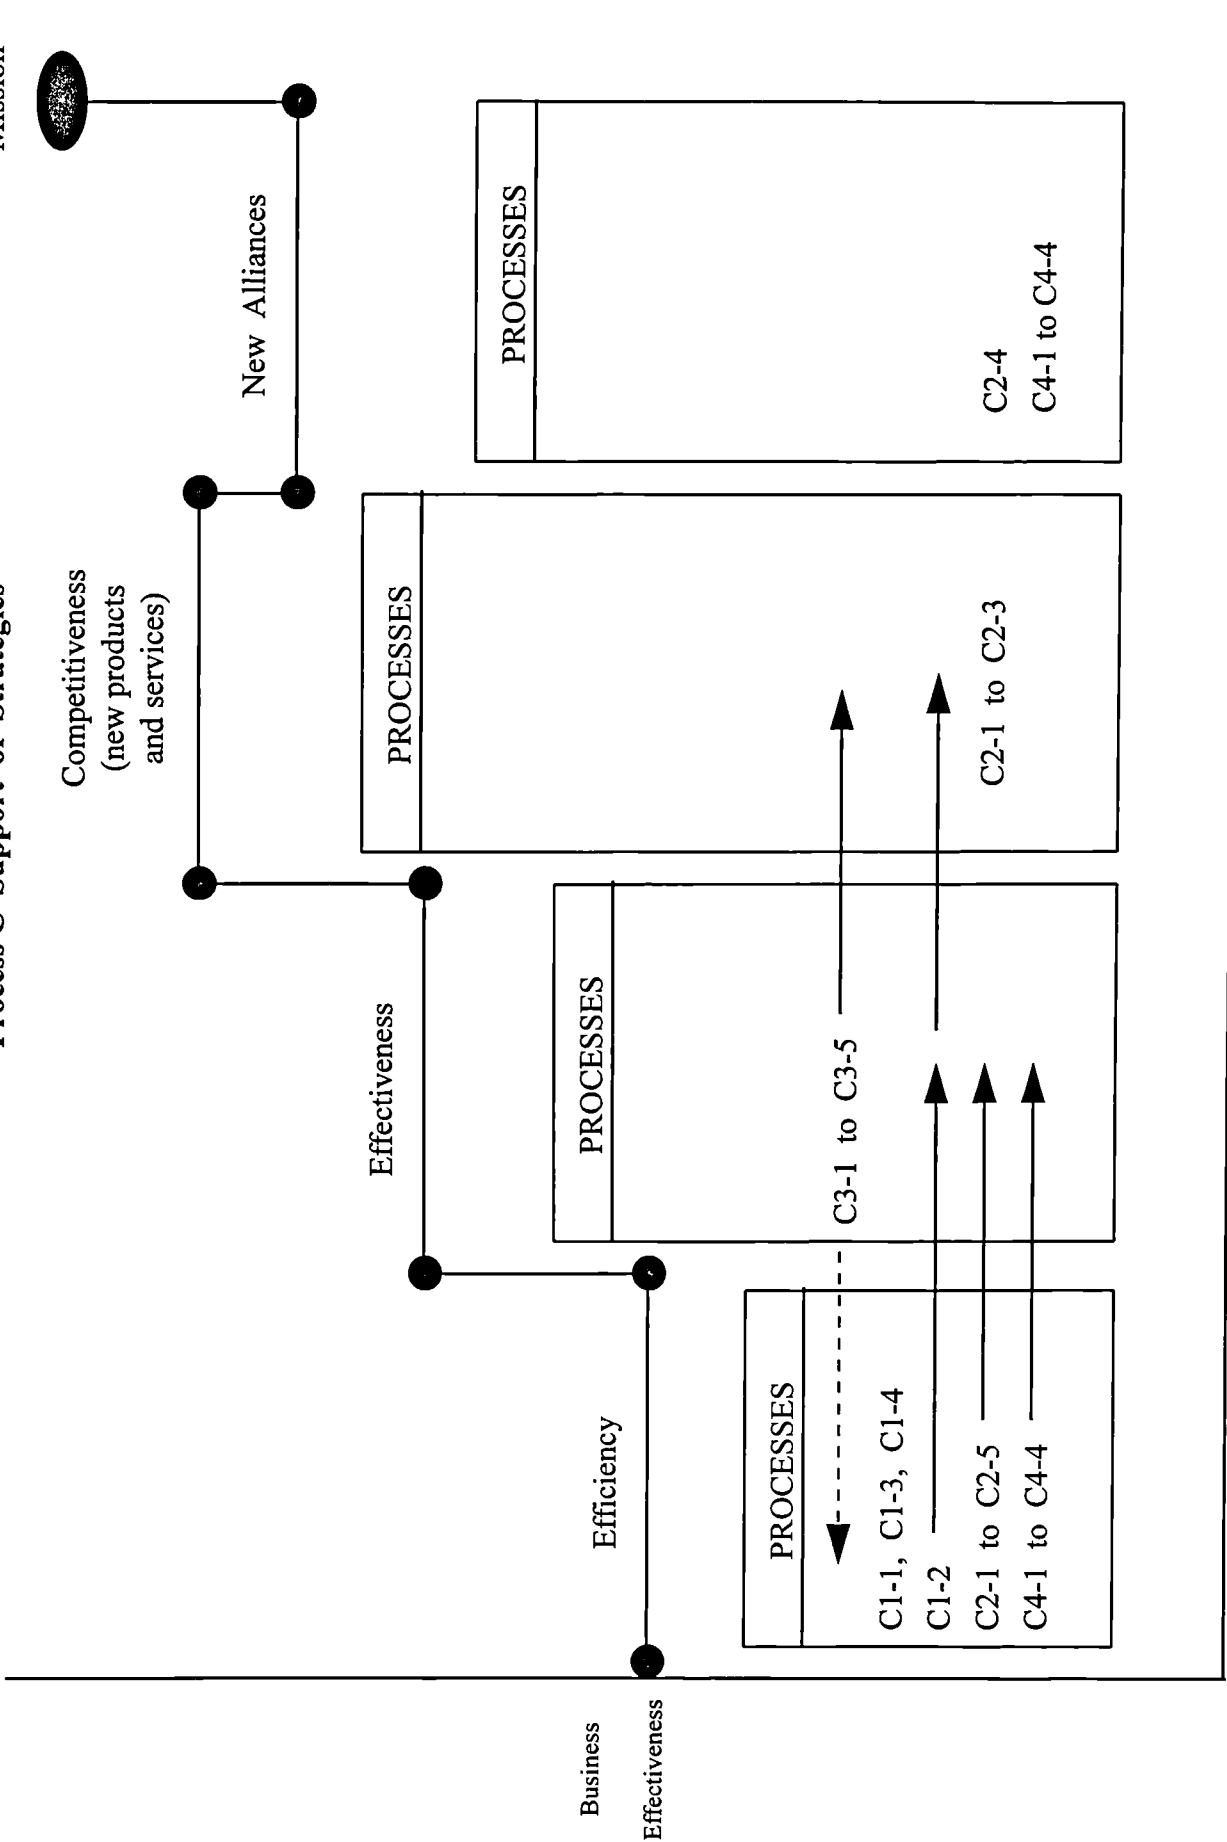 Process C Support of Strategies
Mission
Competitiveness
(new products
and services)
New Alliances
Effectiveness
Efficiency
Business
Effectiveness
PROCESSES
C1-1, C1-3, C1-4
C1-2
C2-1 to C2-5
C4-1 to C4-4
PROCESSES
C3-1 to C3-5
PROCESSES
C2-1 to C2-3
PROCESSES
C2-4
C4-1 to C4-4